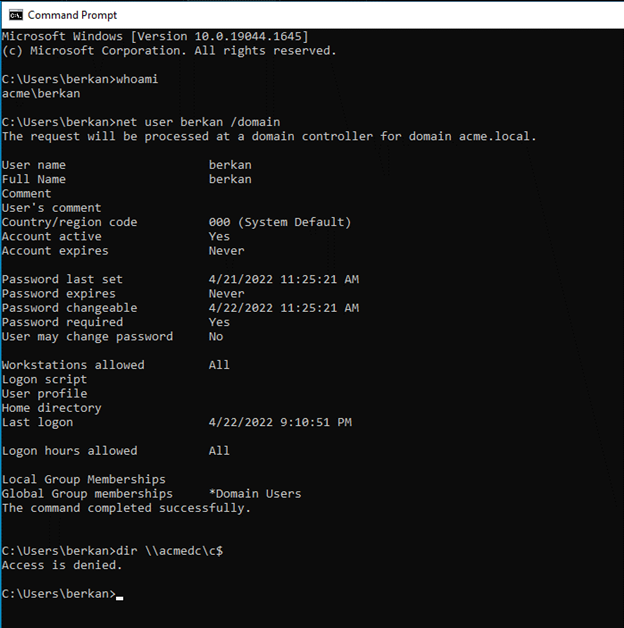 Command Prompt
Microsoft Windows [Version 10.0.19044.1645]
(c) Microsoft Corporation. All rights reserved.
C:\Users\berkan>whoami
acme\berkan
C:\Users\berkan>net user berkan /domain
The request will be processed at a domain controller for domain acme.local.
User name                    berkan
Full Name                    berkan
Comment
User's comment
Country/region code          000 (System Default)
Account active               Yes
Account expires              Never
Password last set            4/21/2022 11:25:21 AM
Password expires             Never
Password changeable          4/22/2022 11:25:21 AM
Password required            Yes
User may change password     No
Workstations allowed         All
Logon script
User profile
Home directory
Last logon                   4/22/2022 9:10:51 PM
Logon hours allowed          All
Local Group Memberships
Global Group memberships     *Domain Users
The command completed successfully.
C:\Users\berkan>dir \\acmedc\c$
Access is denied.
C:\Users\berkan>